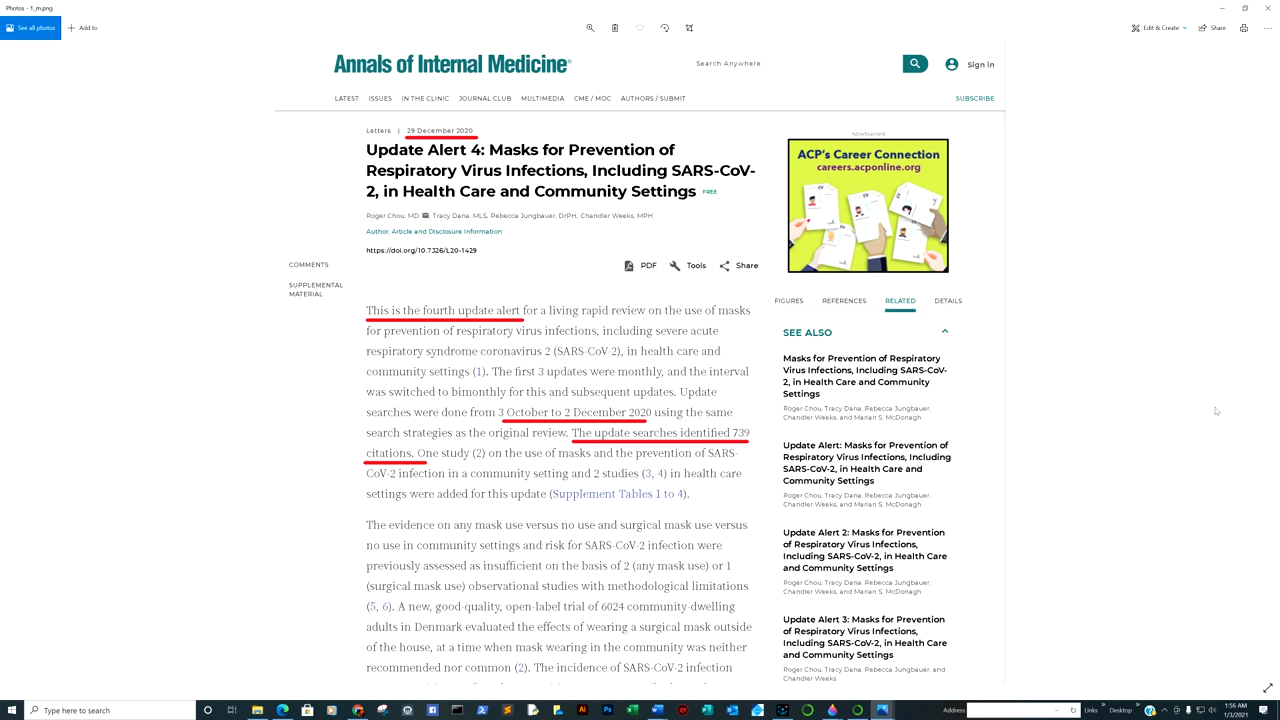 Photos - 1_m.png
See all photos
Add to
Edit & Create
Share
Annals of Internal Medicine®
Search Anywhere
Sign in
LATEST ISSUES IN THE CLINIC JOURNAL CLUB MULTIMEDIA CME / MOC AUTHORS / SUBMIT
SUBSCRIBE
Letters | 29 December 2020
Update Alert 4: Masks for Prevention of
Respiratory Virus Infections, Including SARS-CoV-
2, in Health Care and Community Settings FREE
Roger Chou, MD, Tracy Dana, MLS, Rebecca Jungbauer, DrPH, Chandler Weeks, MPH
Author, Article and Disclosure Information
https://doi.org/10.7326/L20-1429
PDF Tools Share
COMMENTS
SUPPLEMENTAL
MATERIAL
This is the fourth update alert for a living rapid review on the use of masks
for prevention of respiratory virus infections, including severe acute
respiratory syndrome coronavirus 2 (SARS-CoV-2), in health care and
community settings (1). The first 3 updates were monthly, and the interval
was switched to bimonthly for this and subsequent updates. Update
searches were done from 3 October to 2 December 2020 using the same
search strategies as the original review. The update searches identified 739
citations. One study (2) on the use of masks and the prevention of SARS-
CoV-2 infection in a community setting and 2 studies (3, 4) in health care
settings were added for this update (Supplement Tables 1 to 4).
The evidence on any mask use versus no use and surgical mask use versus
no use in community settings and risk for SARS-CoV-2 infection were
previously assessed as insufficient on the basis of 2 (any mask use) or 1
(surgical mask use) observational studies with methodological limitations
(5, 6). A new, good-quality, open-label trial of 6024 community-dwelling
adults in Denmark evaluated the effects of wearing a surgical mask outside
of the house, at a time when mask wearing in the community was neither
recommended nor common (2). The incidence of SARS-CoV-2 infection
Advertisement
ACP's Career Connection
careers.acponline.org
FIGURES REFERENCES RELATED DETAILS
SEE ALSO
Masks for Prevention of Respiratory
Virus Infections, Including SARS-CoV-
2, in Health Care and Community
Settings
Roger Chou, Tracy Dana, Rebecca Jungbauer,
Chandler Weeks, and Marian S. McDonagh
Update Alert: Masks for Prevention of
Respiratory Virus Infections, Including
SARS-CoV-2, in Health Care and
Community Settings
Roger Chou, Tracy Dana, Rebecca Jungbauer,
Chandler Weeks, and Marian S. McDonagh
Update Alert 2: Masks for Prevention
of Respiratory Virus Infections,
Including SARS-CoV-2, in Health Care
and Community Settings
Roger Chou, Tracy Dana, Rebecca Jungbauer,
Chandler Weeks, and Marian S. McDonagh
Update Alert 3: Masks for Prevention
of Respiratory Virus Infections,
Including SARS-CoV-2, in Health Care
and Community Settings
Roger Chou, Tracy Dana, Rebecca Jungbauer, and
Chandler Weeks
Type here to search
Address
Links
Desktop
1:56 AM
1/3/2021